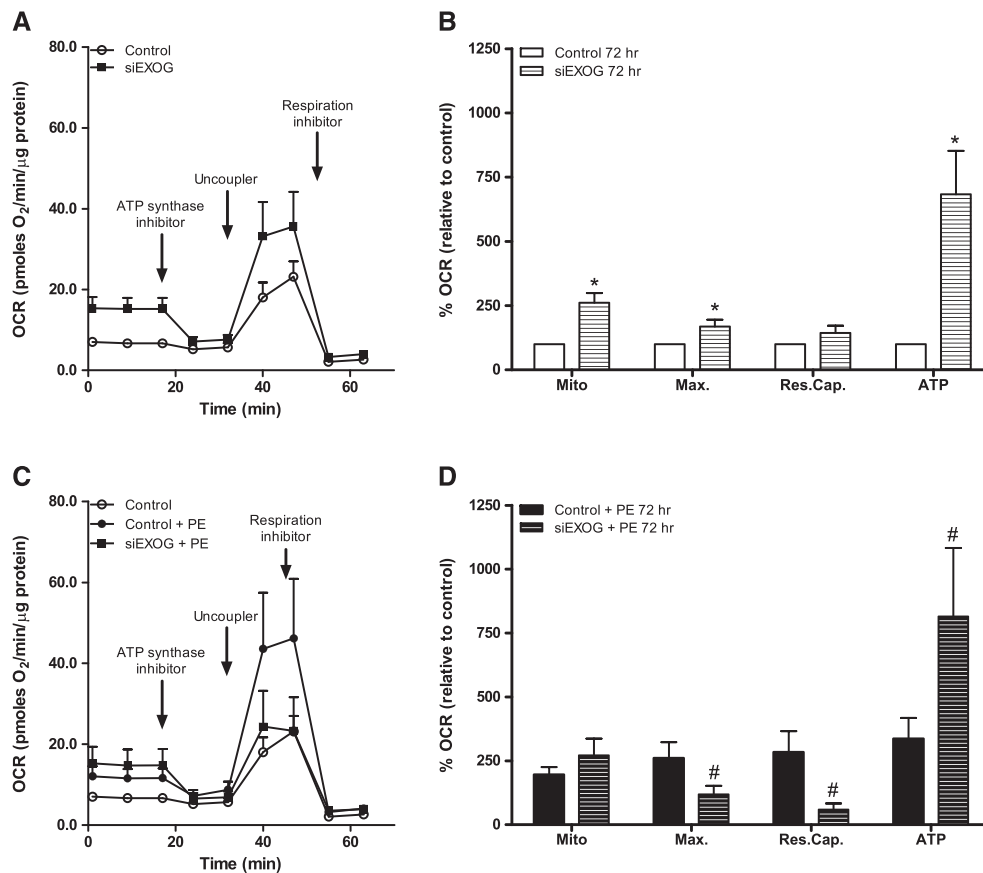 A
OCR (pmoles O2/min/μg protein)
80.0
60.0
40.0
20.0
0.0
Control
siEXOG
ATP synthase
inhibitor
Uncoupler
Respiration
inhibitor
0
20
40
60
Time (min)
B
% OCR (relative to control)
1250
1000
750
500
250
0
Control 72 hr
siEXOG 72 hr
*
*
*
Mito
Max.
Res.Cap.
ATP
C
OCR (pmoles O2/min/μg protein)
80.0
60.0
40.0
20.0
0.0
Control
Control + PE
siEXOG + PE
ATP synthase
inhibitor
Uncoupler
Respiration
inhibitor
0
20
40
60
Time (min)
D
% OCR (relative to control)
1250
1000
750
500
250
0
Control + PE 72 hr
siEXOG + PE 72 hr
#
#
#
Mito
Max.
Res.Cap.
ATP